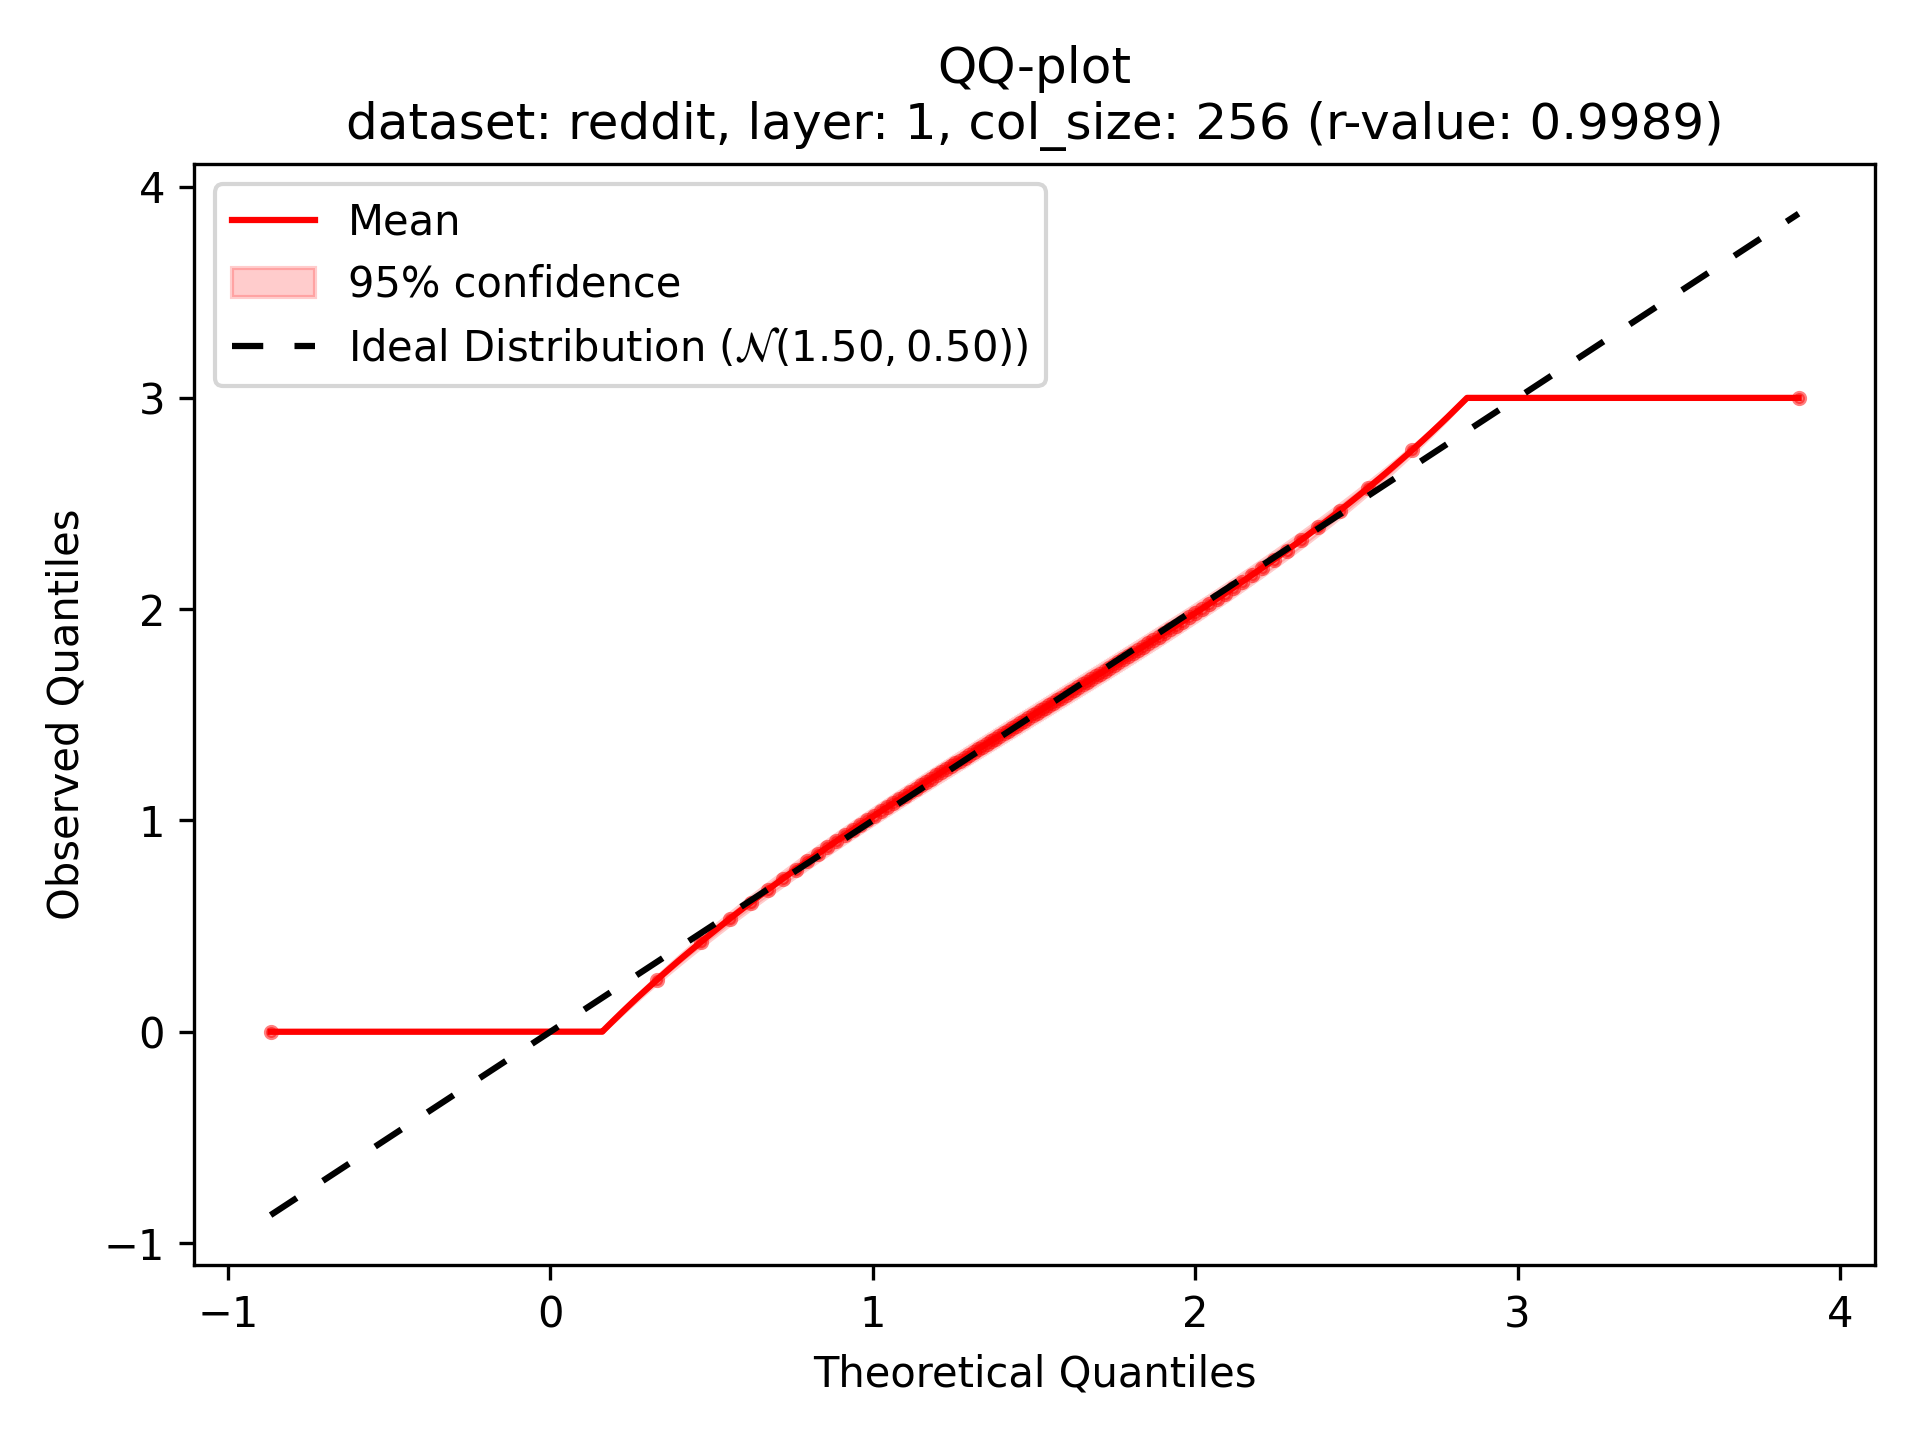 QQ-plot
dataset: reddit, layer: 1, col_size: 256 (r-value: 0.9989)
Mean
95% confidence
Ideal Distribution (𝒩(1.50, 0.50))
4
3
2
1
0
−1
Observed Quantiles
−1 0 1 2 3 4
Theoretical Quantiles